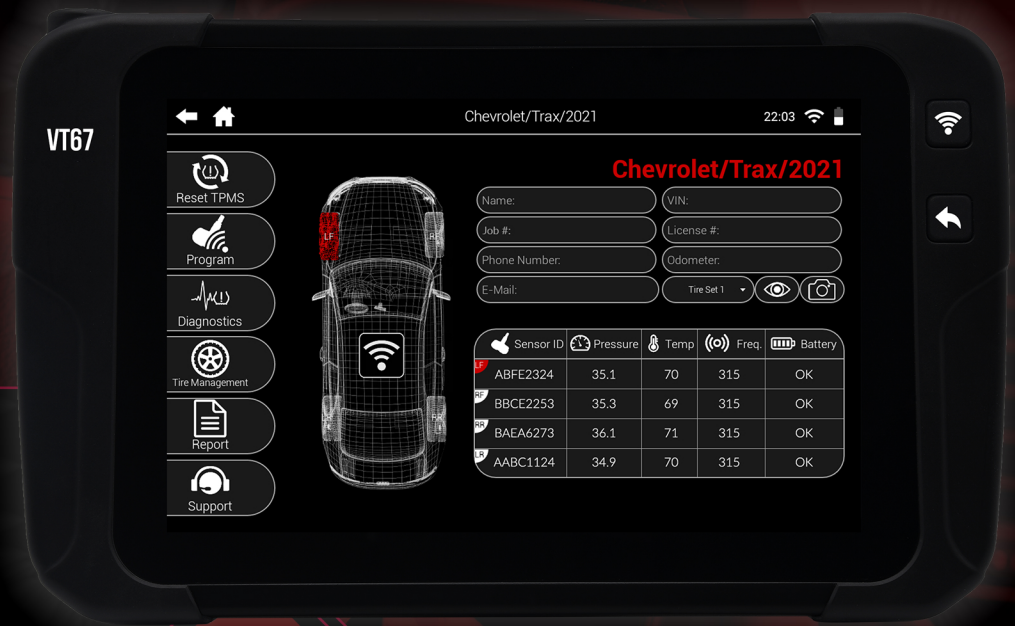 VT67
Chevrolet/Trax/2021
22:03
Reset TPMS
Program
Diagnostics
Tire Management
Report
Support
LF
RF
RR
Chevrolet/Trax/2021
Name:
VIN:
Job #:
License #:
Phone Number:
Odometer:
E-Mail:
Tire Set 1
Sensor ID Pressure Temp Freq. Battery
LF ABFE2324 35.1 70 315 OK
RF BBCE2253 35.3 69 315 OK
RR BAEA6273 36.1 71 315 OK
LR AABC1124 34.9 70 315 OK